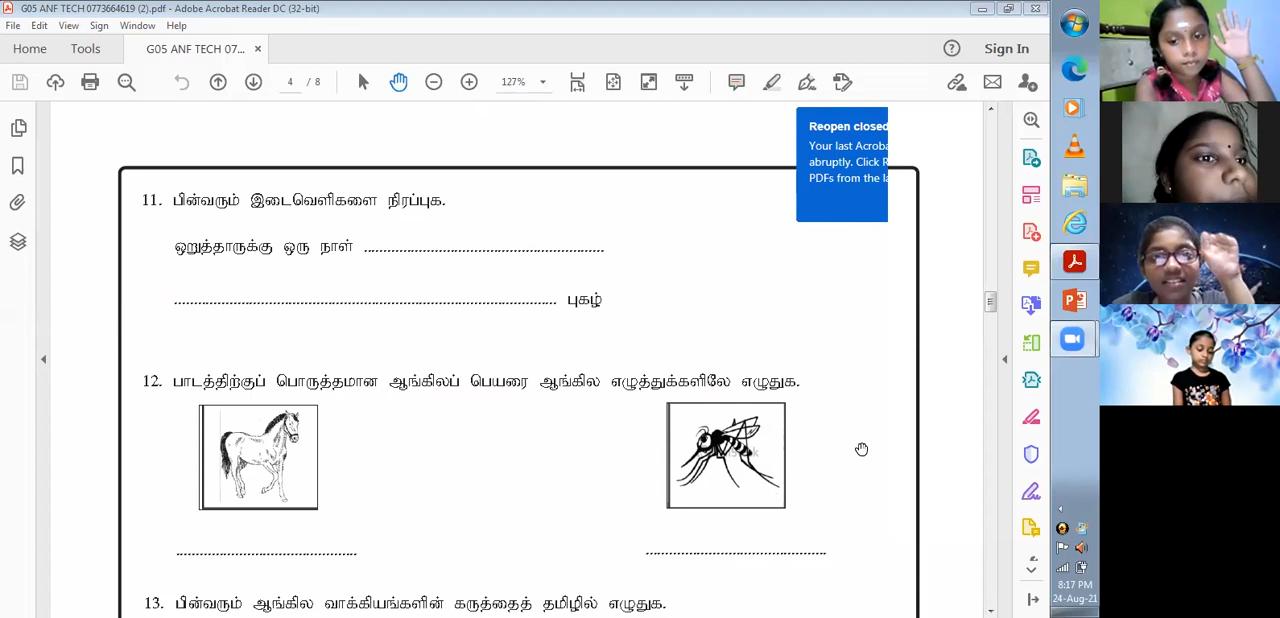 G05 ANF TECH 0773664619 (2).pdf - Adobe Acrobat Reader DC (32-bit)
File Edit View Sign Window Help
Home Tools G05 ANF TECH 07... × Sign In
4 / 8 127%
Reopen closed
Your last Acroba
abruptly. Click R
PDFs from the la
11. பின்வரும் இடைவெளிகளை நிரப்புக.
ஒறுத்தாருக்கு ஒரு நாள் ............................................................
................................................................................................ புகழ்
12. பாடத்திற்குப் பொருத்தமான ஆங்கிலப் பெயரை ஆங்கில எழுத்துக்களிலே எழுதுக.
............................................. .............................................
13. பின்வரும் ஆங்கில வாக்கியங்களின் கருத்தைத் தமிழில் எழுதுக.
8:17 PM
24-Aug-21